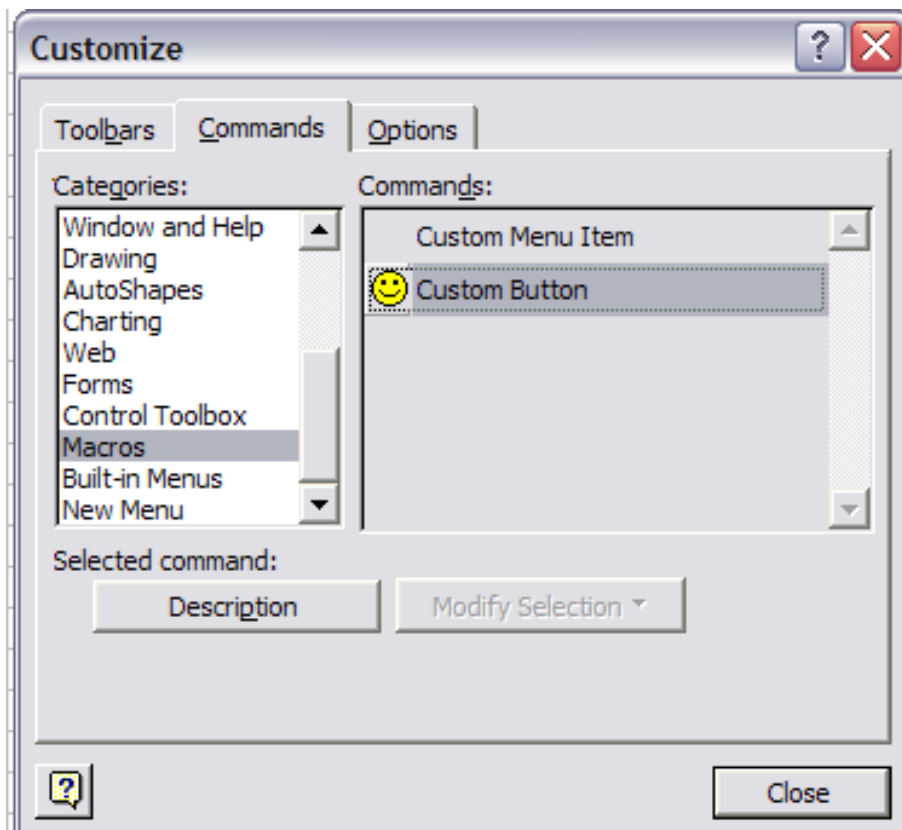 Customize
Toolbars Commands Options
Categories: Commands:
Window and Help
Drawing
AutoShapes
Charting
Web
Forms
Control Toolbox
Macros
Built-in Menus
New Menu
Custom Menu Item
Custom Button
Selected command:
Description Modify Selection
Close